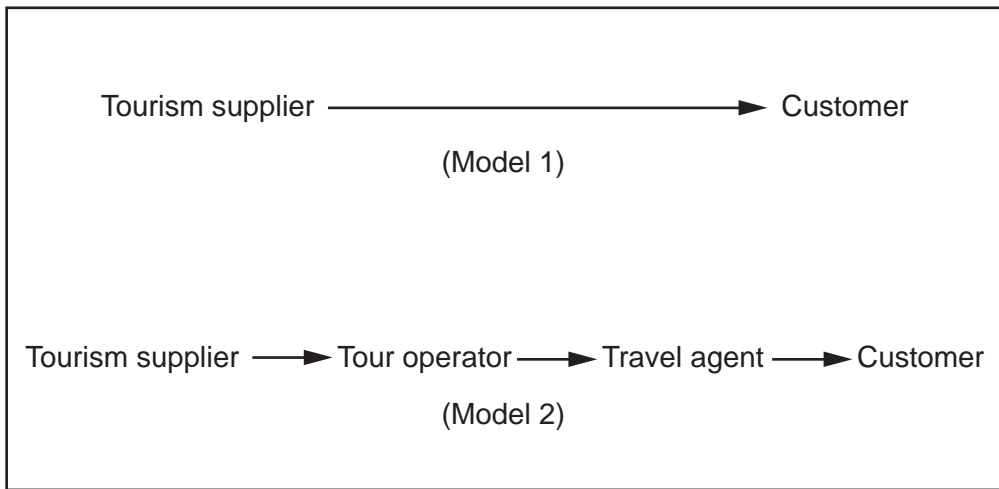 Tourism supplier Customer
(Model 1)
Tourism supplier Tour operator Travel agent Customer
(Model 2)